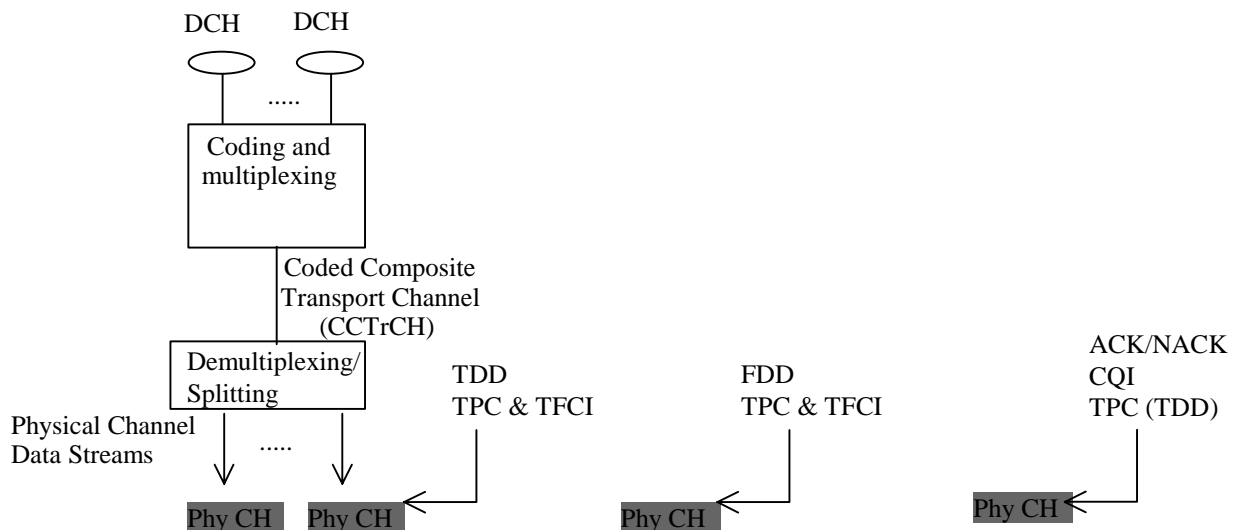 DCH DCH
.....
Coding and
multiplexing
Coded Composite
Transport Channel
(CCTrCH)
Demultiplexing/
Splitting
TDD
TPC & TFCI
FDD
TPC & TFCI
ACK/NACK
CQI
TPC (TDD)
Physical Channel
Data Streams
.....
Phy CH Phy CH Phy CH Phy CH